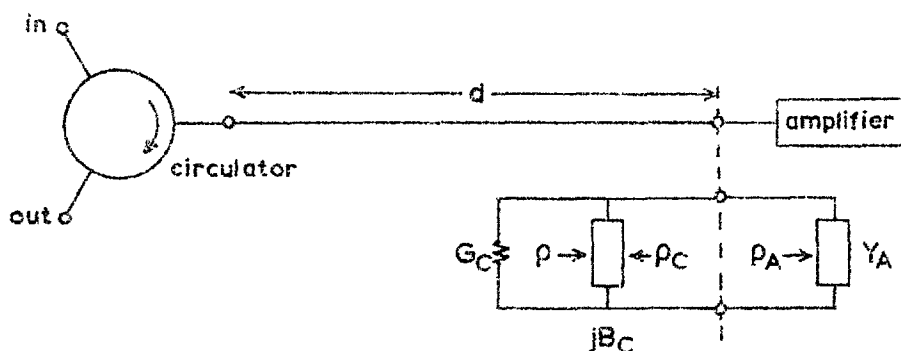 in
d
amplifier
circulator
out
G_C ρ ρ_C ρ_A Y_A
jB_C